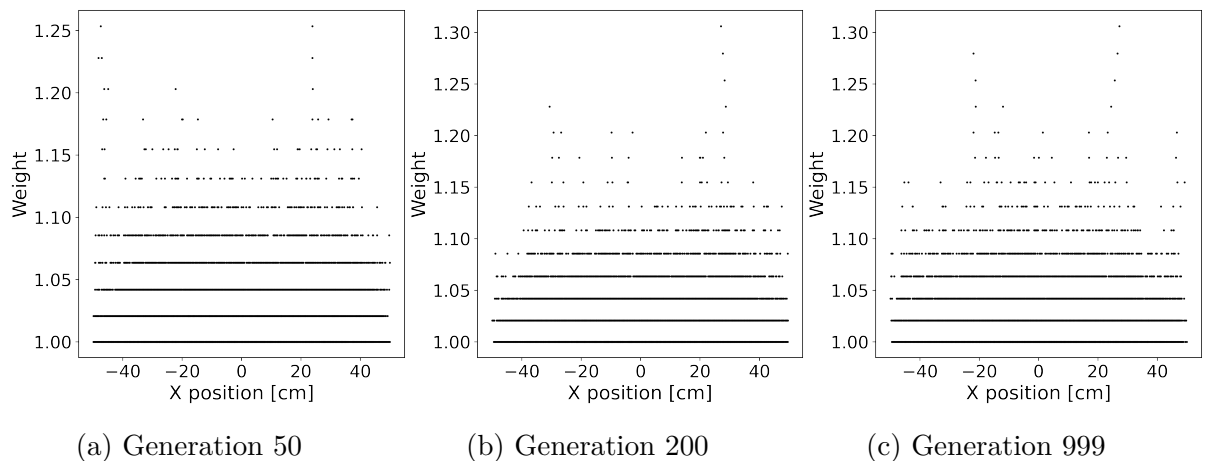 1.25
1.20
1.15
1.10
1.05
1.00
Weight
−40 −20 0 20 40
X position [cm]
(a) Generation 50
1.30
1.25
1.20
1.15
1.10
1.05
1.00
Weight
−40 −20 0 20 40
X position [cm]
(b) Generation 200
1.30
1.25
1.20
1.15
1.10
1.05
1.00
Weight
−40 −20 0 20 40
X position [cm]
(c) Generation 999